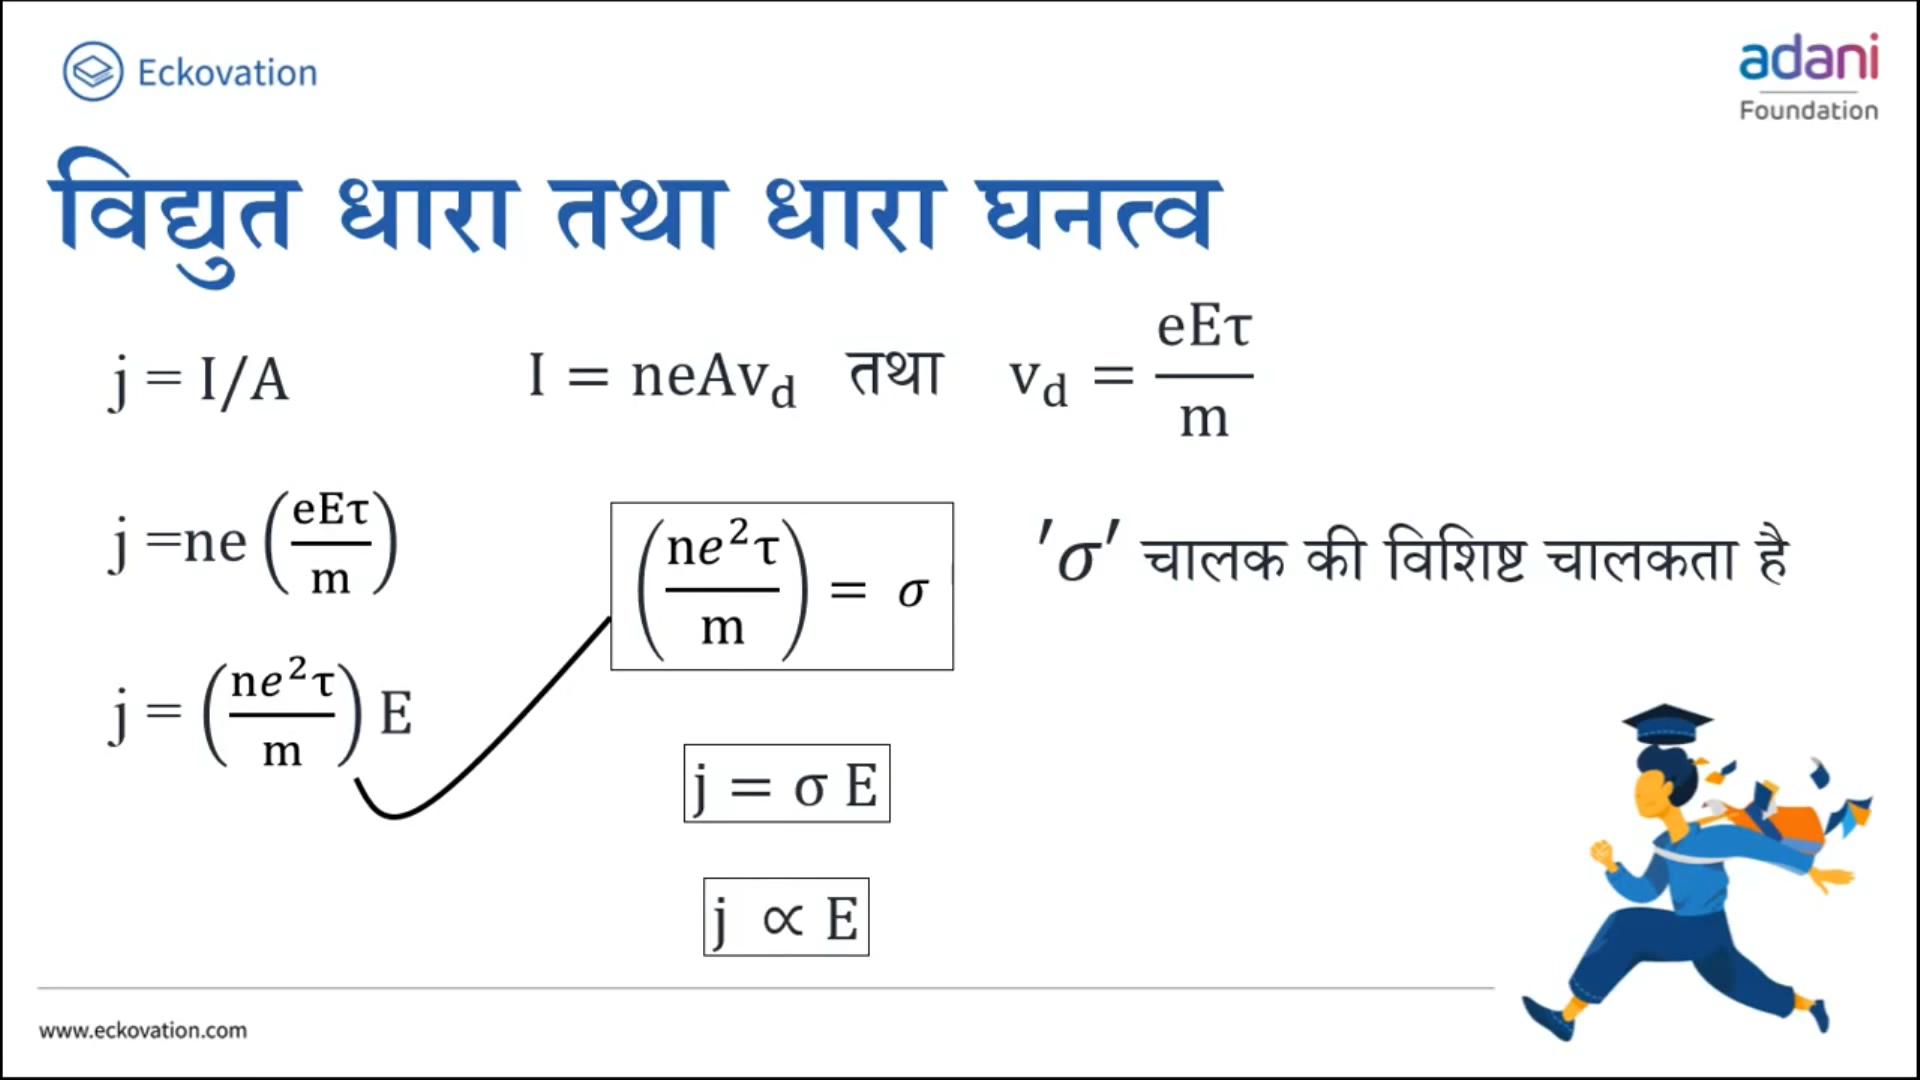 Eckovation
adani
Foundation
विद्युत धारा तथा धारा घनत्व
j = I/A
I = neAv_d तथा v_d = eEτ/m
j =ne (eEτ/m)
(ne²τ/m) = σ
'σ' चालक की विशिष्ट चालकता है
j = (ne²τ/m) E
j = σ E
j ∝ E
www.eckovation.com